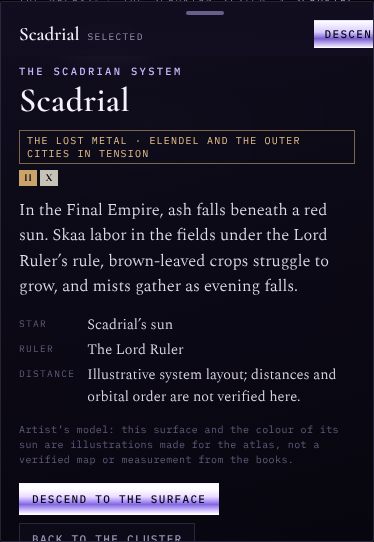 Scadrial SELECTED
DESCEN
THE SCADRIAN SYSTEM
Scadrial
THE LOST METAL · ELENDEL AND THE OUTER
CITIES IN TENSION
II X
In the Final Empire, ash falls beneath a red
sun. Skaa labor in the fields under the Lord
Ruler’s rule, brown-leaved crops struggle to
grow, and mists gather as evening falls.
STAR Scadrial’s sun
RULER The Lord Ruler
DISTANCE Illustrative system layout; distances and
orbital order are not verified here.
Artist’s model: this surface and the colour of its
sun are illustrations made for the atlas, not a
verified map or measurement from the books.
DESCEND TO THE SURFACE
BACK TO THE CLUSTER